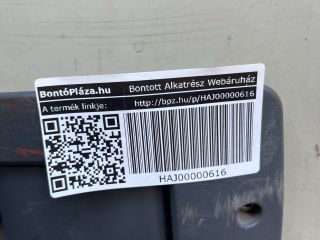 BontóPláza.hu Bontott Alkatrész Webáruház
A termék linkje: http://bpz.hu/p/HAJ00000616
HAJ00000616